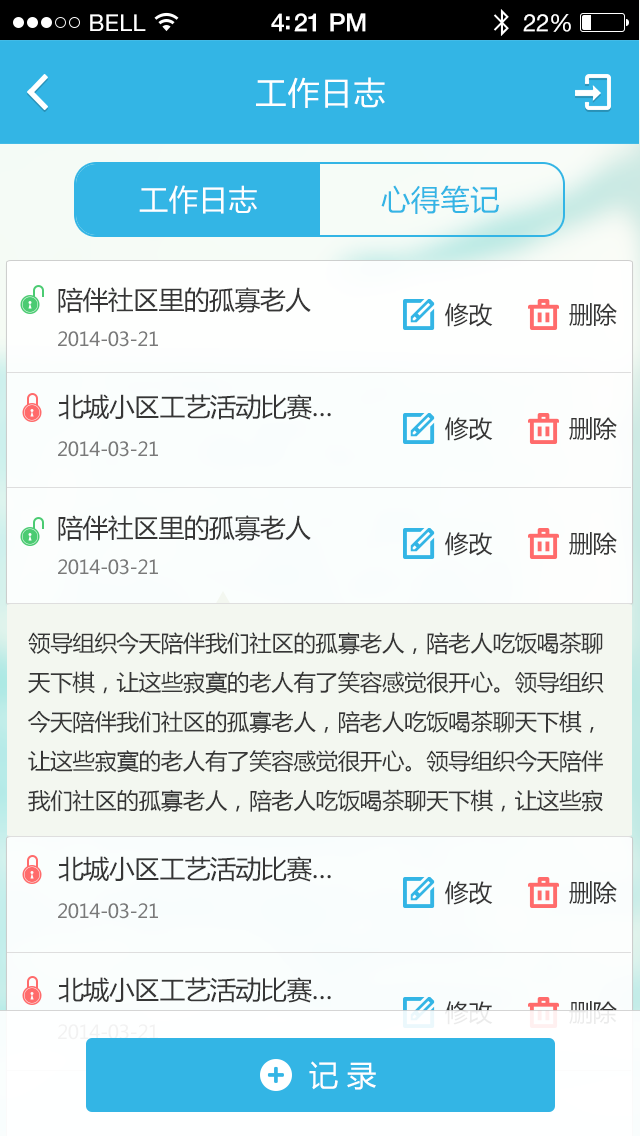 BELL 4:21 PM 22%
工作日志
工作日志 心得笔记
陪伴社区里的孤寡老人
2014-03-21
修改 删除
北城小区工艺活动比赛...
2014-03-21
修改 删除
陪伴社区里的孤寡老人
2014-03-21
修改 删除
领导组织今天陪伴我们社区的孤寡老人，陪老人吃饭喝茶聊
天下棋，让这些寂寞的老人有了笑容感觉很开心。领导组织
今天陪伴我们社区的孤寡老人，陪老人吃饭喝茶聊天下棋，
让这些寂寞的老人有了笑容感觉很开心。领导组织今天陪伴
我们社区的孤寡老人，陪老人吃饭喝茶聊天下棋，让这些寂
北城小区工艺活动比赛...
2014-03-21
修改 删除
北城小区工艺活动比赛...
2014-03-21
修改 删除
记 录